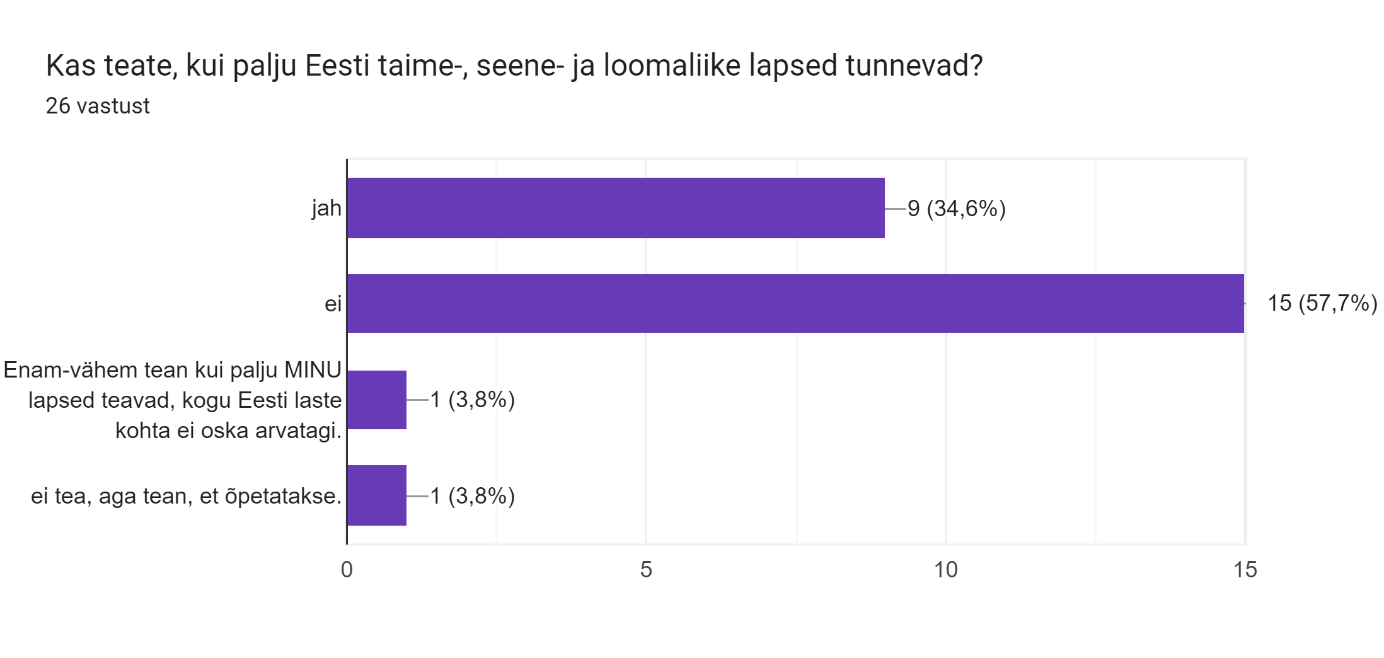 Kas teate, kui palju Eesti taime-, seene- ja loomaliike lapsed tunnevad?
26 vastust
jah
9 (34,6%)
ei
15 (57,7%)
Enam-vähem tean kui palju MINU
lapsed teavad, kogu Eesti laste
kohta ei oska arvatagi.
1 (3,8%)
ei tea, aga tean, et õpetatakse.
1 (3,8%)
0
5
10
15